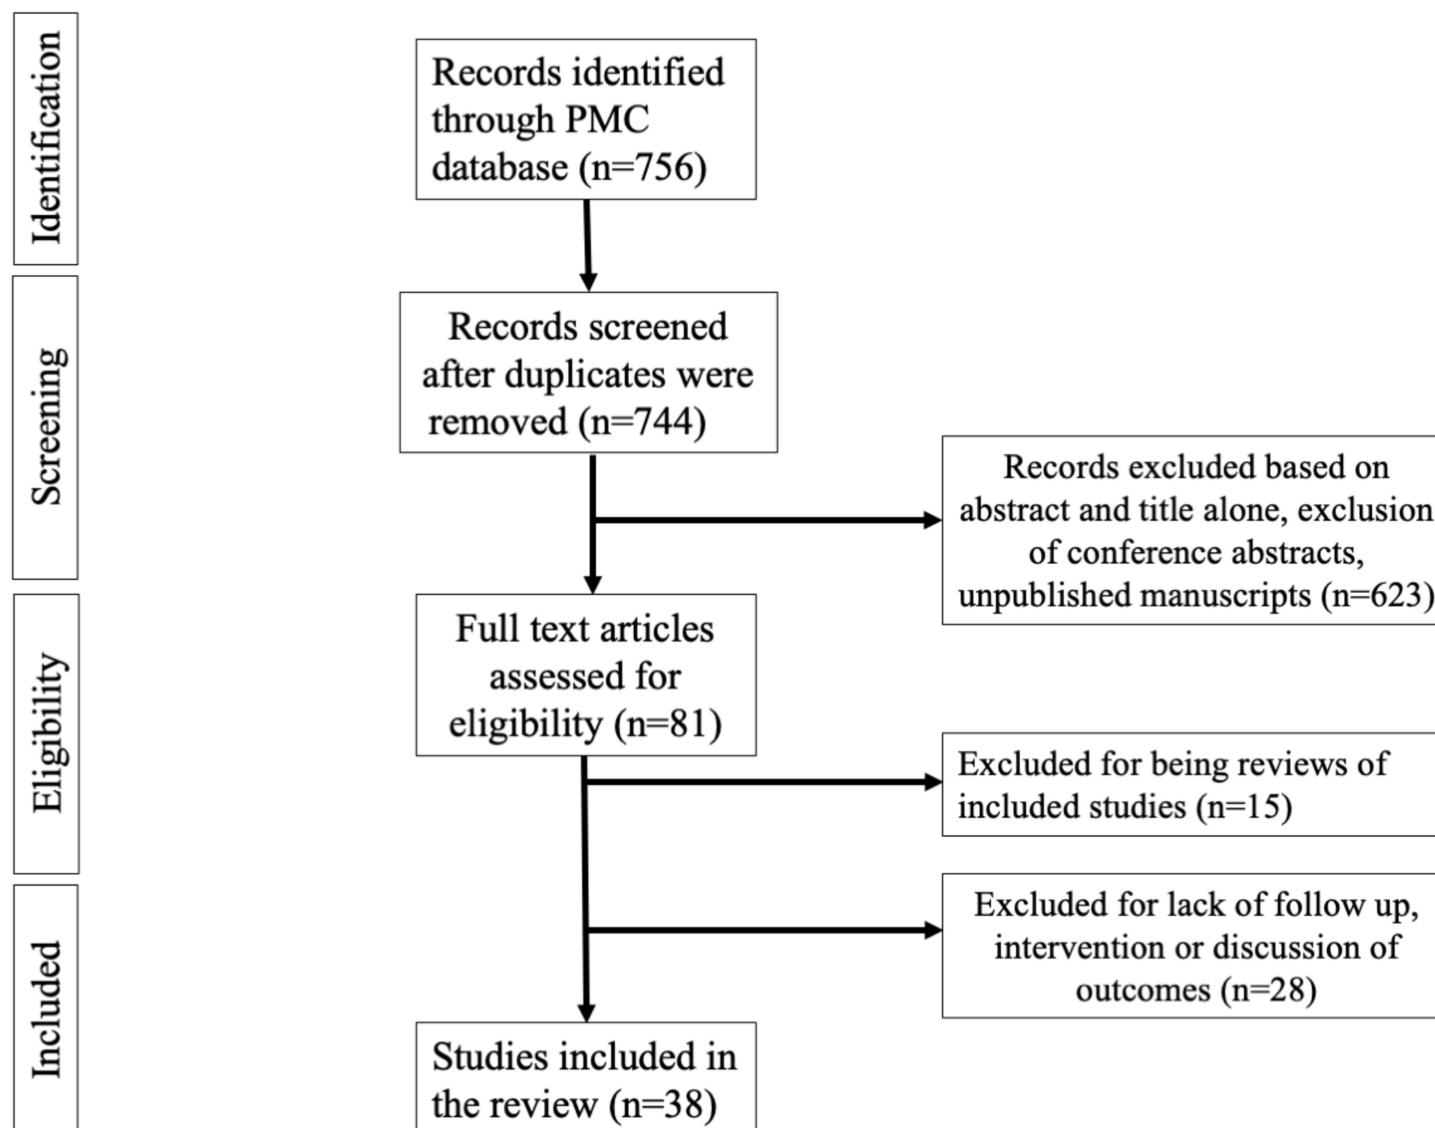 Identification
Records identified
through PMC
database (n=756)
Screening
Records screened
after duplicates were
removed (n=744)
Records excluded based on
abstract and title alone, exclusion
of conference abstracts,
unpublished manuscripts (n=623)
Eligibility
Full text articles
assessed for
eligibility (n=81)
Excluded for being reviews of
included studies (n=15)
Excluded for lack of follow up,
intervention or discussion of
outcomes (n=28)
Included
Studies included in
the review (n=38)